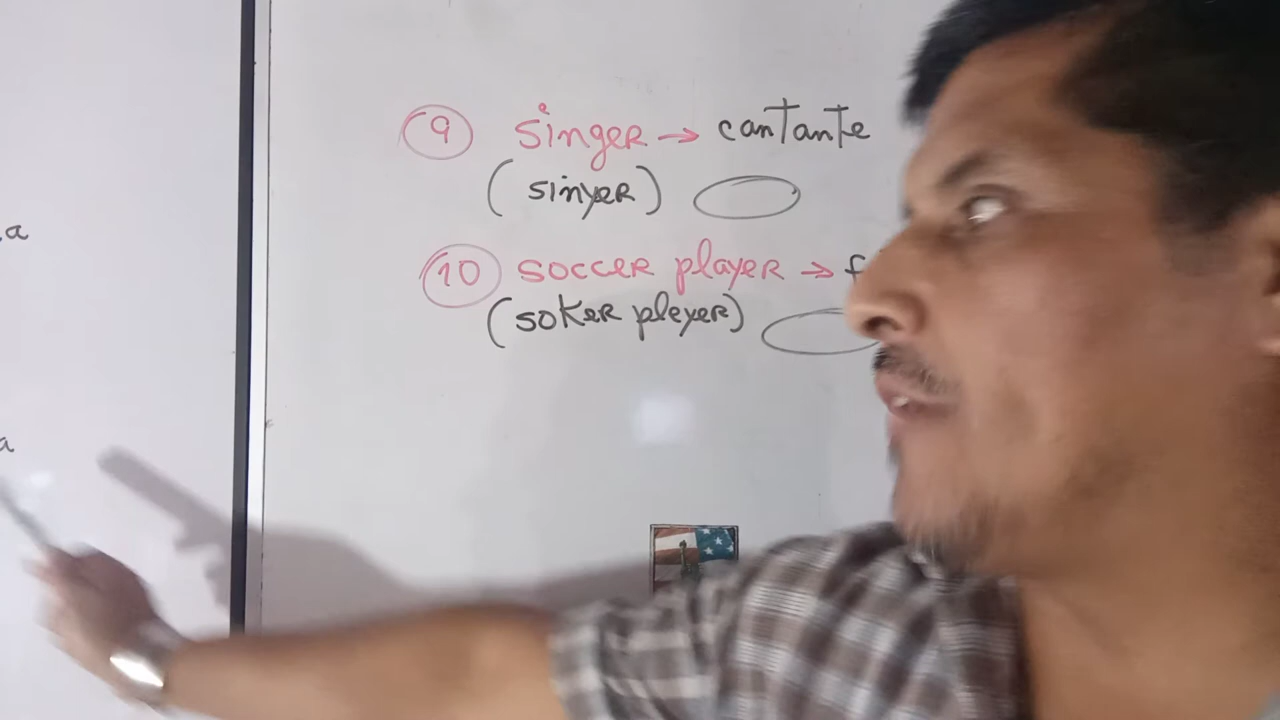 9 singer → cantante
(sinyer)
10 soccer player → f
(soker pleyer)
a
a